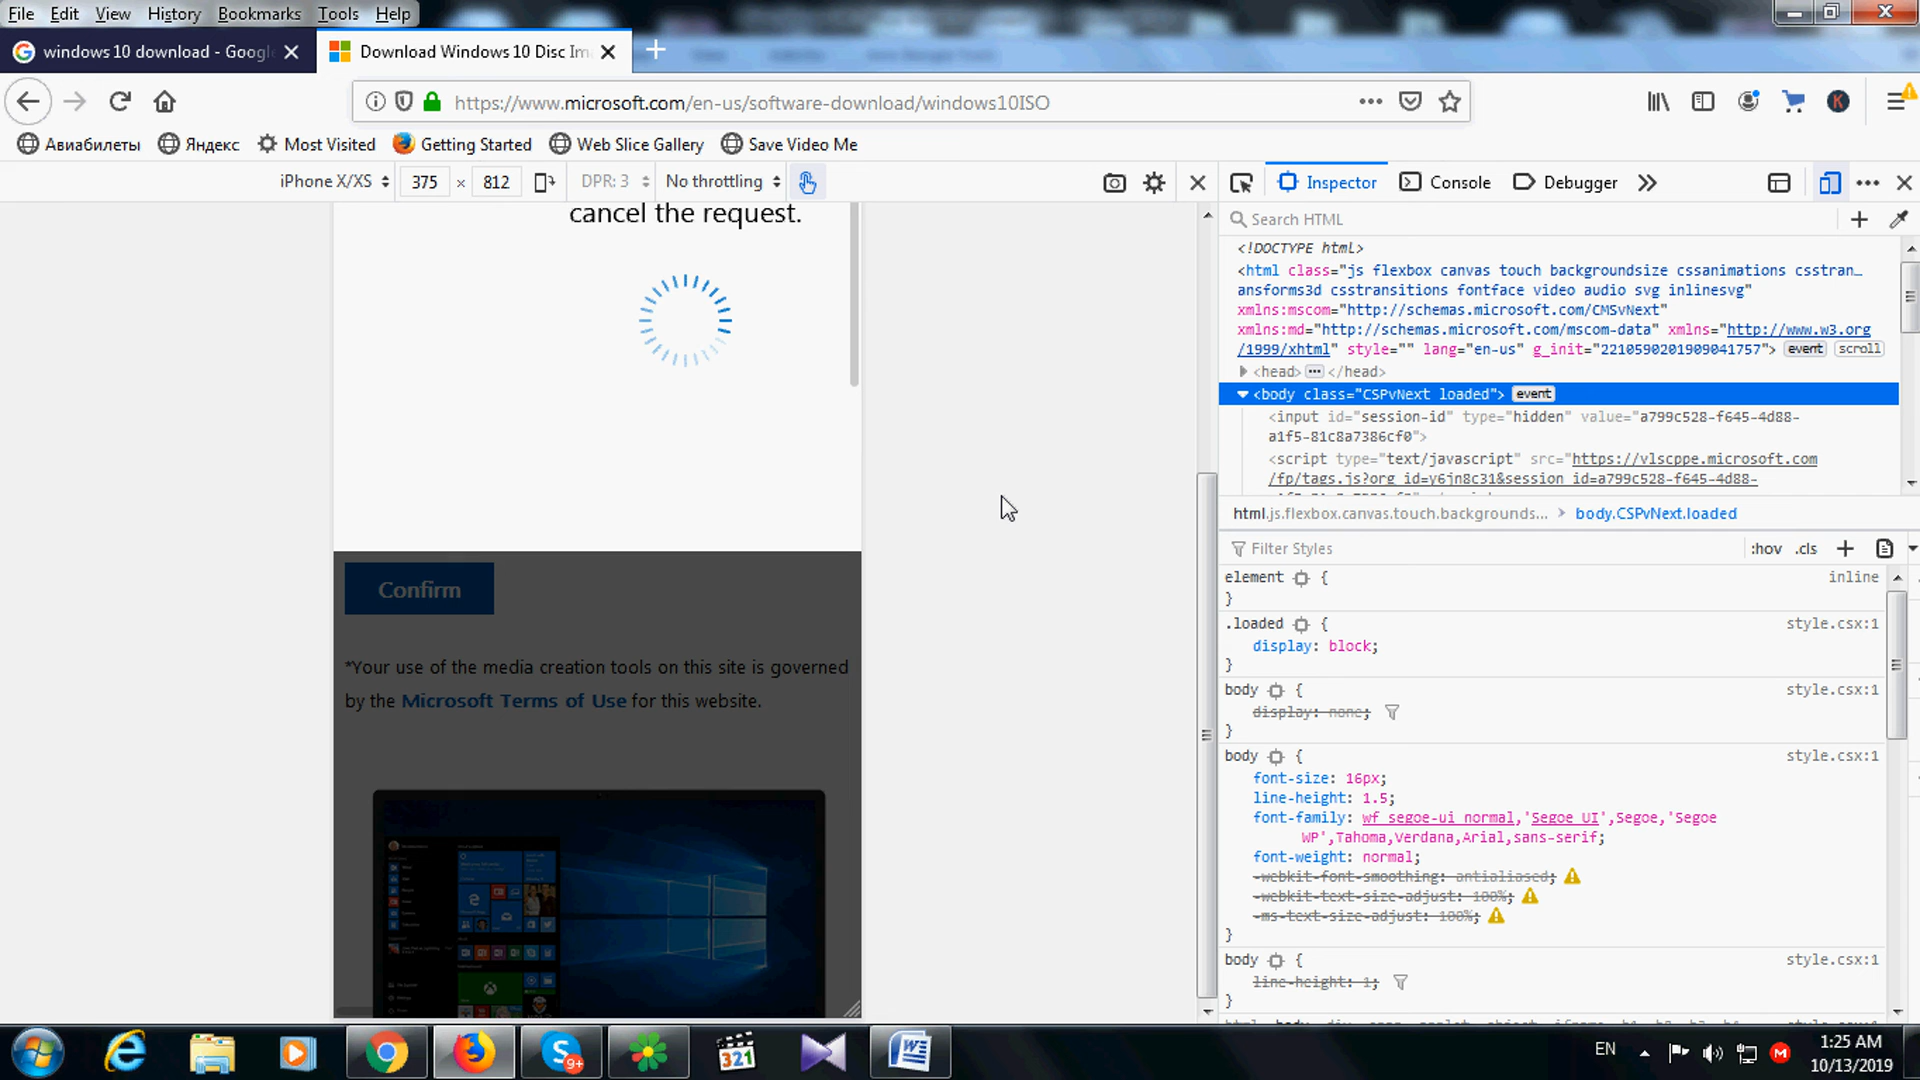 File Edit View History Bookmarks Tools Help
windows 10 download - Google
Download Windows 10 Disc Im
https://www.microsoft.com/en-us/software-download/windows10ISO
Авиабилеты Яндекс Most Visited Getting Started Web Slice Gallery Save Video Me
iPhone X/XS 375 × 812 DPR: 3 No throttling
Inspector Console Debugger
cancel the request.
Confirm
*Your use of the media creation tools on this site is governed
by the Microsoft Terms of Use for this website.
Search HTML
<!DOCTYPE html>
<html class="js flexbox canvas touch backgroundsize cssanimations csstran…
ansforms3d csstransitions fontface video audio svg inlinesvg"
xmlns:mscom="http://schemas.microsoft.com/CMSvNext"
xmlns:md="http://schemas.microsoft.com/mscom-data" xmlns="http://www.w3.org
/1999/xhtml" style="" lang="en-us" g_init="2210590201909041757"> event scroll
<head> ••• </head>
<body class="CSPvNext loaded"> event
<input id="session-id" type="hidden" value="a799c528-f645-4d88-
a1f5-81c8a7386cf0">
<script type="text/javascript" src="https://vlscppe.microsoft.com
/fp/tags.js?org_id=y6jn8c31&session_id=a799c528-f645-4d88-
html.js.flexbox.canvas.touch.backgrounds… > body.CSPvNext.loaded
Filter Styles :hov .cls
element { inline
}
.loaded { style.csx:1
display: block;
}
body { style.csx:1
display: none;
}
body { style.csx:1
font-size: 16px;
line-height: 1.5;
font-family: wf_segoe-ui_normal,'Segoe UI',Segoe,'Segoe
WP',Tahoma,Verdana,Arial,sans-serif;
font-weight: normal;
-webkit-font-smoothing: antialiased;
-webkit-text-size-adjust: 100%;
-ms-text-size-adjust: 100%;
}
body { style.csx:1
line-height: 1;
}
9+
321
EN
1:25 AM
10/13/2019